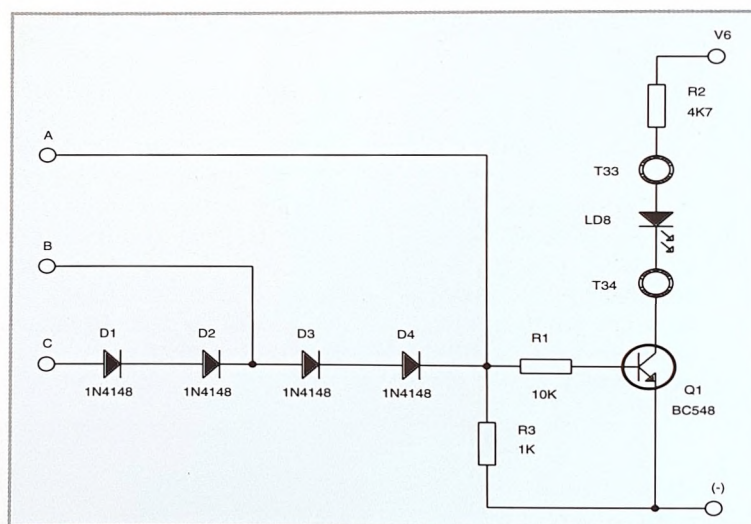 V6
R2
4K7
A
T33
LD8
B
T34
C
D1
D2
D3
D4
R1
1N4148
1N4148
1N4148
1N4148
10K
Q1
BC548
R3
1K
(-)